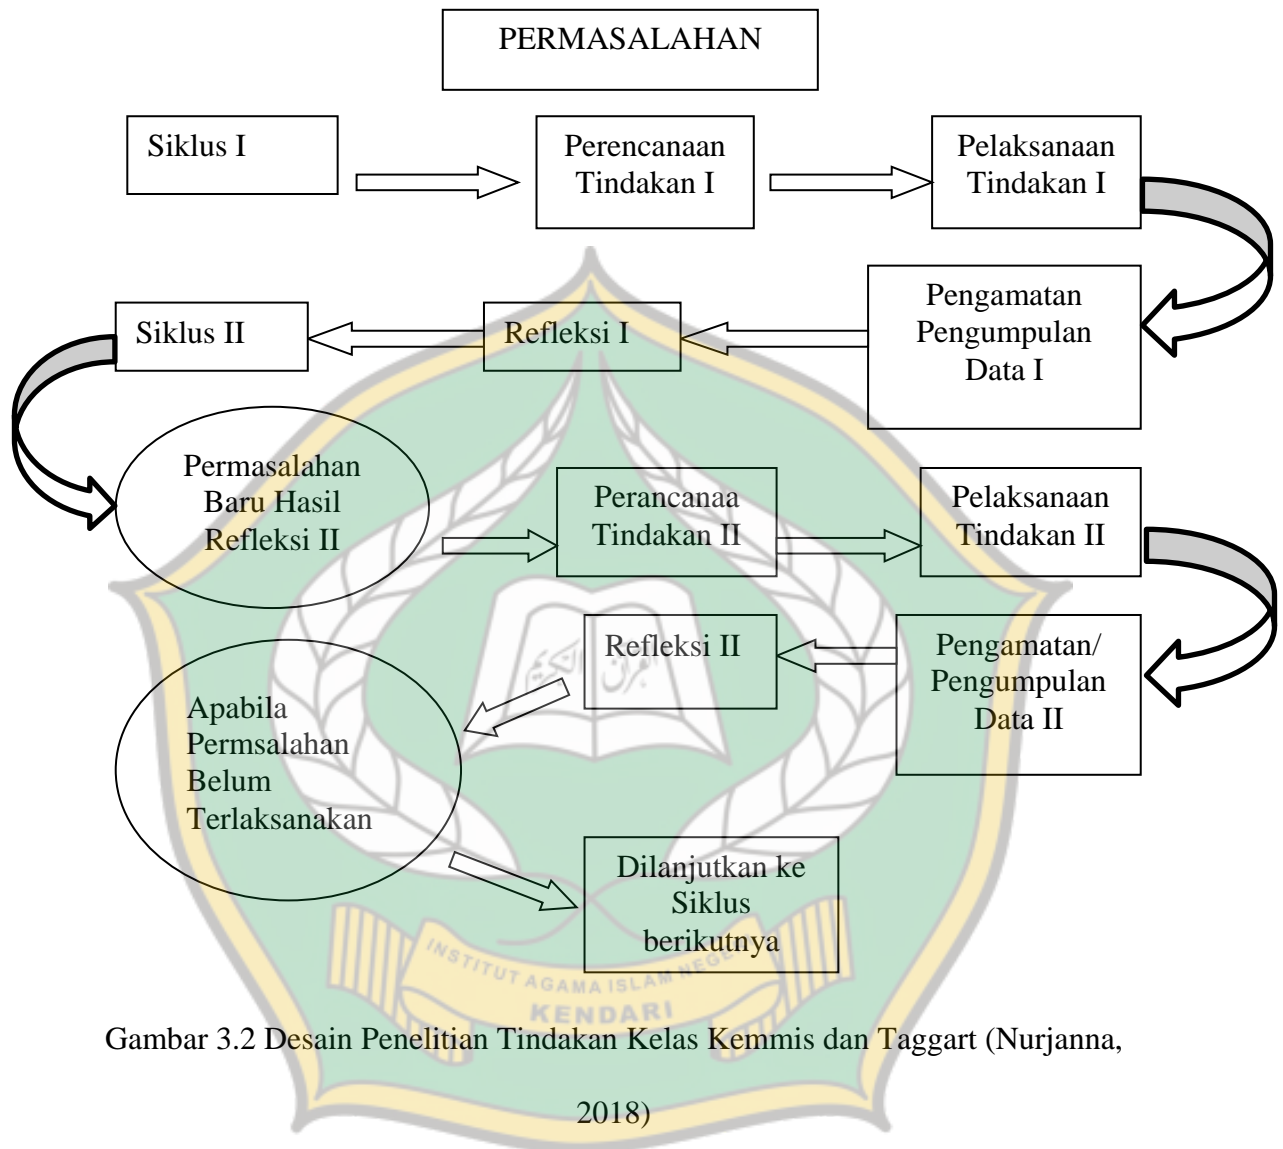 PERMASALAHAN
Siklus I
Perencanaan
Tindakan I
Pelaksanaan
Tindakan I
Pengamatan
Pengumpulan
Data I
Refleksi I
Siklus II
Permasalahan
Baru Hasil
Refleksi II
Perancanaa
Tindakan II
Pelaksanaan
Tindakan II
Pengamatan/
Pengumpulan
Data II
Refleksi II
Apabila
Permsalahan
Belum
Terlaksanakan
Dilanjutkan ke
Siklus
berikutnya
INSTITUT AGAMA ISLAM NEGERI
KENDARI
Gambar 3.2 Desain Penelitian Tindakan Kelas Kemmis dan Taggart (Nurjanna,
2018)